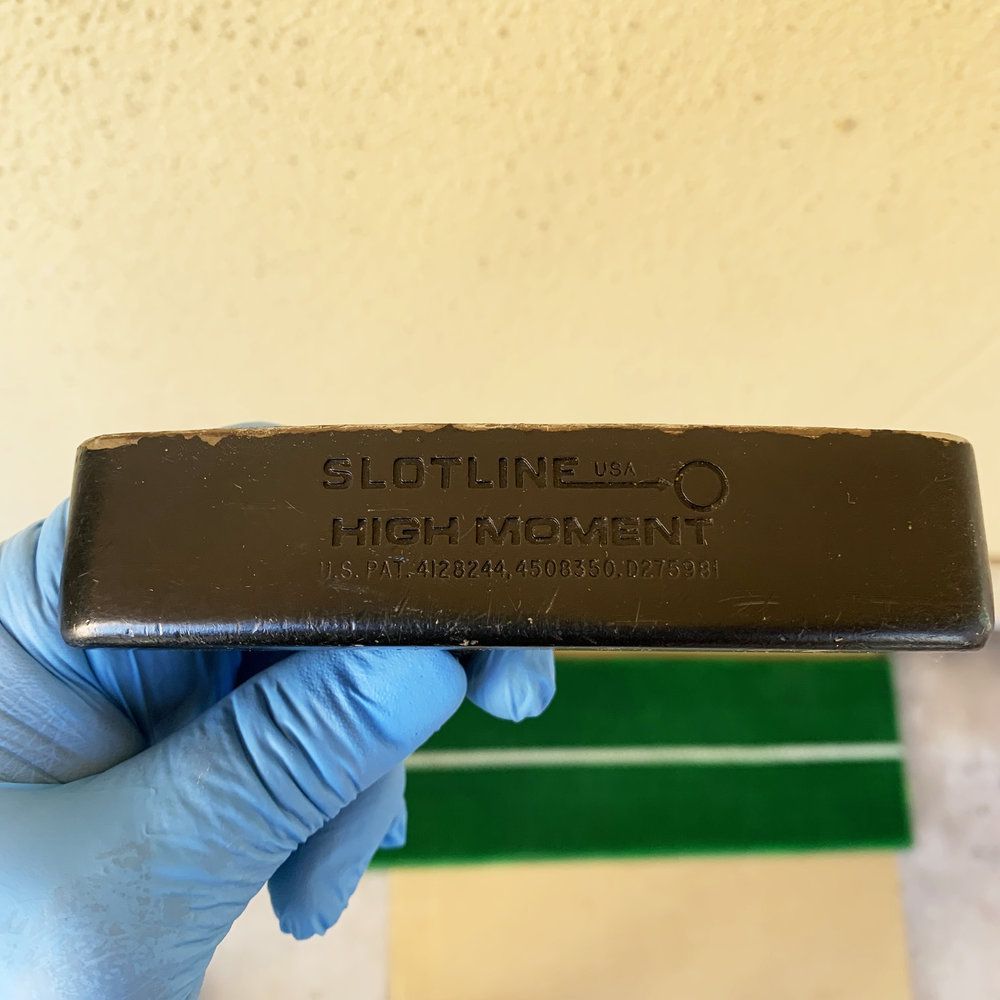 SLOTLINE USA
HIGH MOMENT
U.S. PAT. 4128244, 4508350, D275981